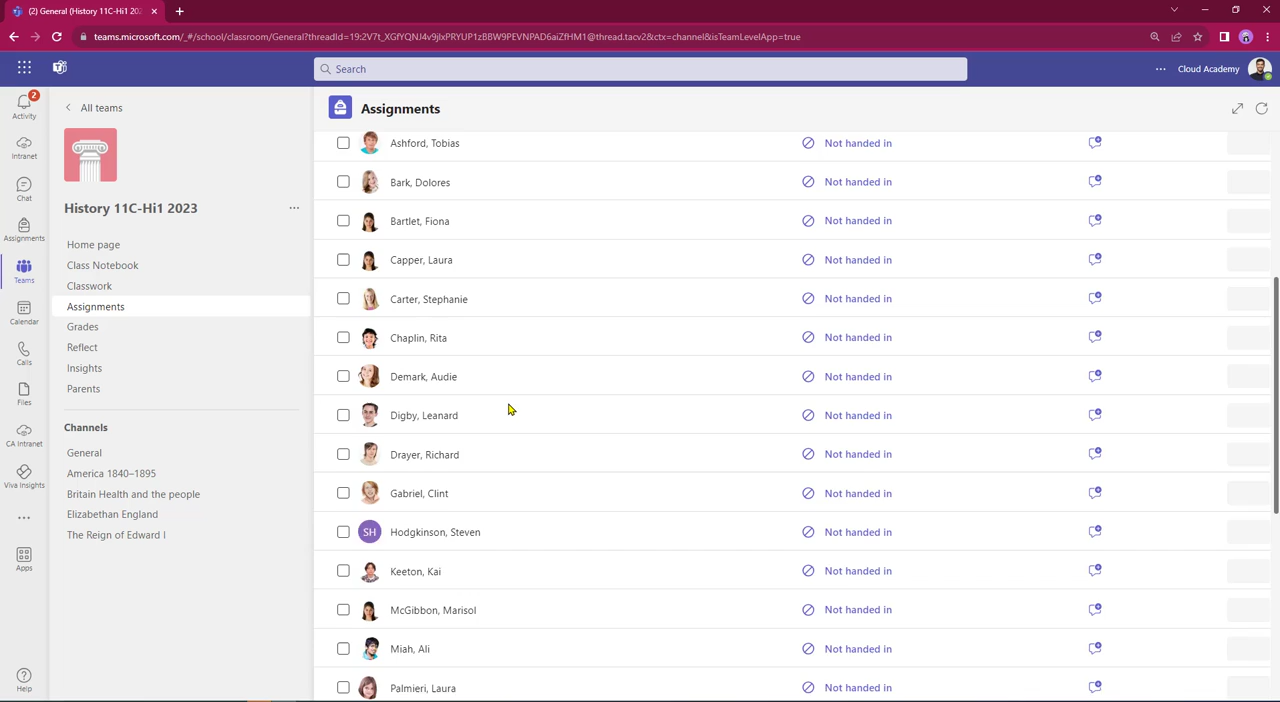 (2) General (History 11C-Hi1 202
teams.microsoft.com/_#/school/classroom/General?threadId=19:2V7t_XGfYQNJ4v9jlxPRYUP1zBBW9PEVNPAD6aiZfHM1@thread.tacv2&ctx=channel&isTeamLevelApp=true
Search
Cloud Academy
2
Activity
Intranet
Chat
Assignments
Teams
Calendar
Calls
Files
CA Intranet
Viva Insights
Apps
Help
All teams
History 11C-Hi1 2023
Home page
Class Notebook
Classwork
Assignments
Grades
Reflect
Insights
Parents
Channels
General
America 1840–1895
Britain Health and the people
Elizabethan England
The Reign of Edward I
Assignments
Ashford, Tobias Not handed in
Bark, Dolores Not handed in
Bartlet, Fiona Not handed in
Capper, Laura Not handed in
Carter, Stephanie Not handed in
Chaplin, Rita Not handed in
Demark, Audie Not handed in
Digby, Leanard Not handed in
Drayer, Richard Not handed in
Gabriel, Clint Not handed in
SH Hodgkinson, Steven Not handed in
Keeton, Kai Not handed in
McGibbon, Marisol Not handed in
Miah, Ali Not handed in
Palmieri, Laura Not handed in